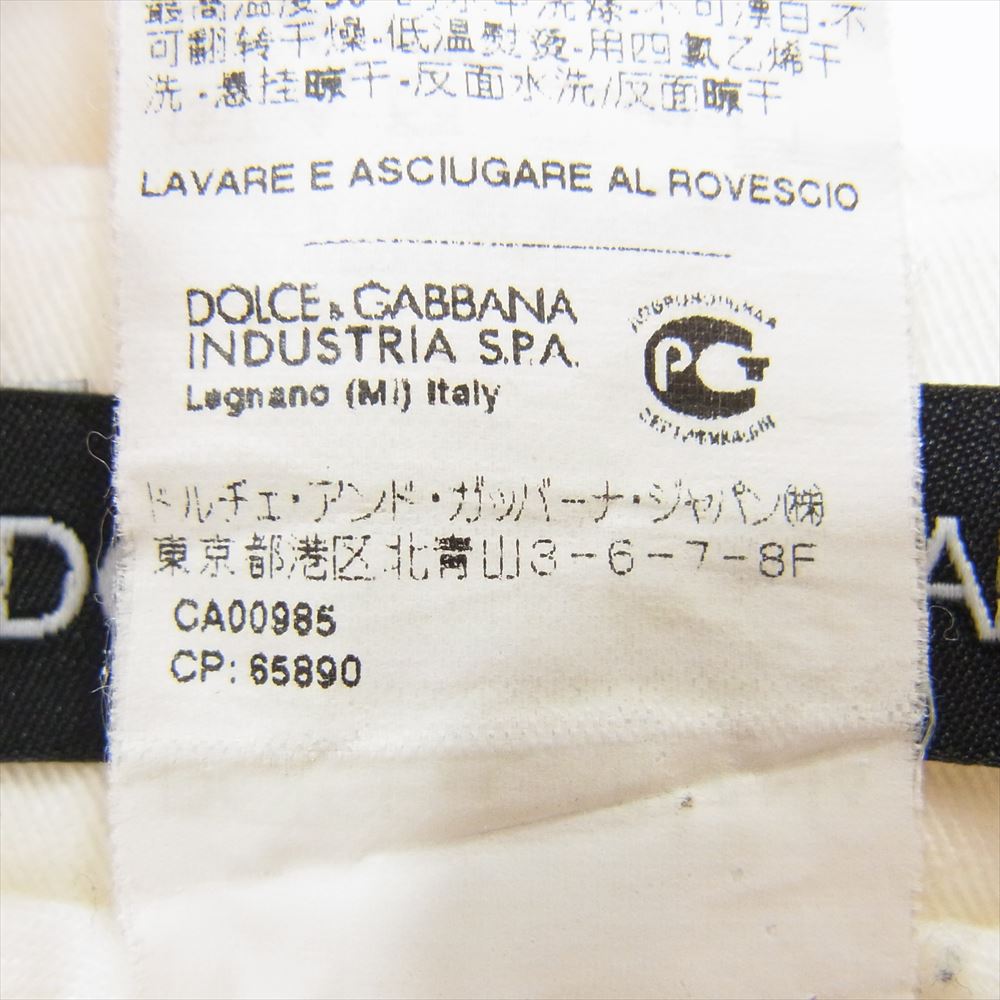 可翻转干燥·低温熨烫·用四氯乙烯干
洗·悬挂晾干·反面水洗/反面晾干
LAVARE E ASCIUGARE AL ROVESCIO
DOLCE & GABBANA
INDUSTRIA S.P.A.
Legnano (MI) Italy
PCT
ドルチェ・アンド・ガッバーナ・ジャパン㈱
東京都港区北青山3-6-7-8F
CA00985
CP: 65890